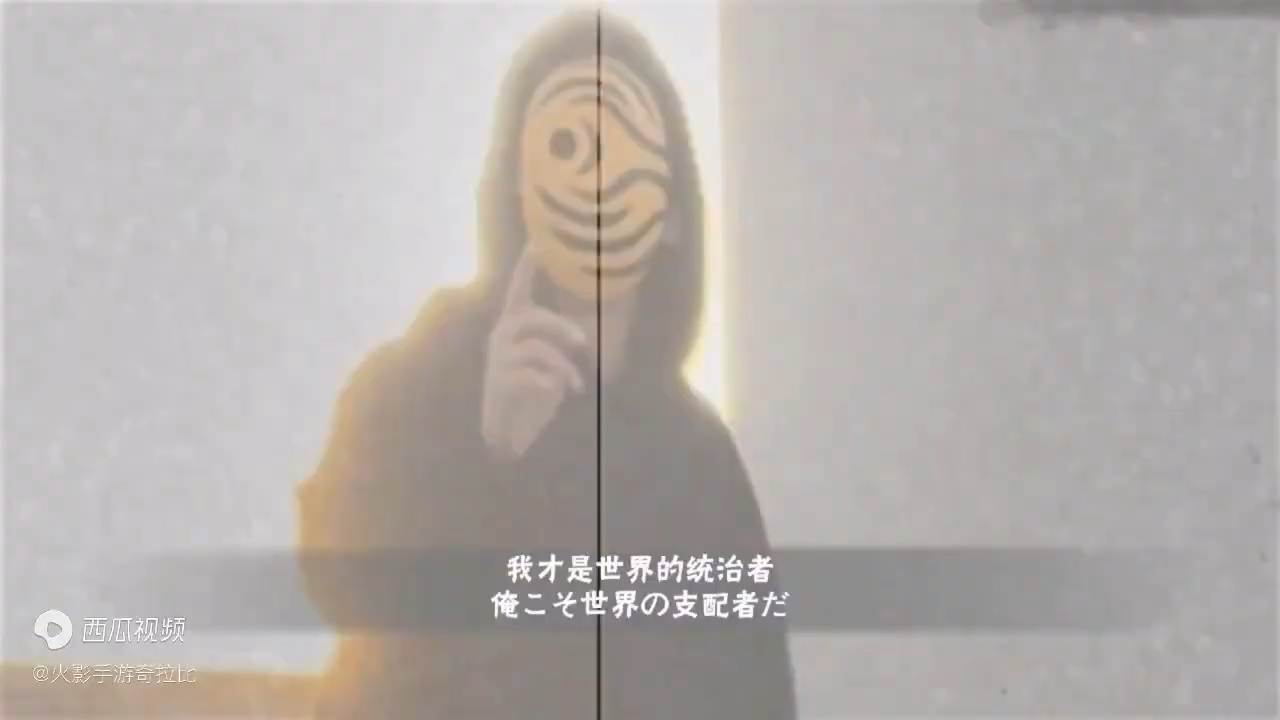 我才是世界的统治者
俺こそ世界の支配者だ
西瓜视频
@火影手游奇拉比